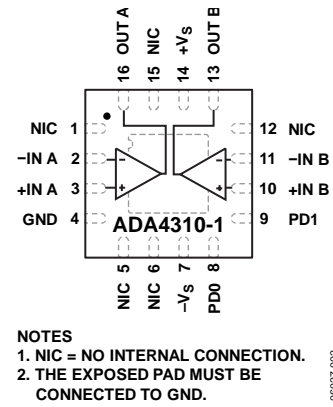 16 OUT A
15 NIC
14 +VS
13 OUT B
NIC 1
12 NIC
−IN A 2
11 −IN B
+IN A 3
10 +IN B
GND 4
9 PD1
ADA4310-1
NIC 5
NIC 6
−VS 7
PD0 8
NOTES
1. NIC = NO INTERNAL CONNECTION.
2. THE EXPOSED PAD MUST BE
CONNECTED TO GND.